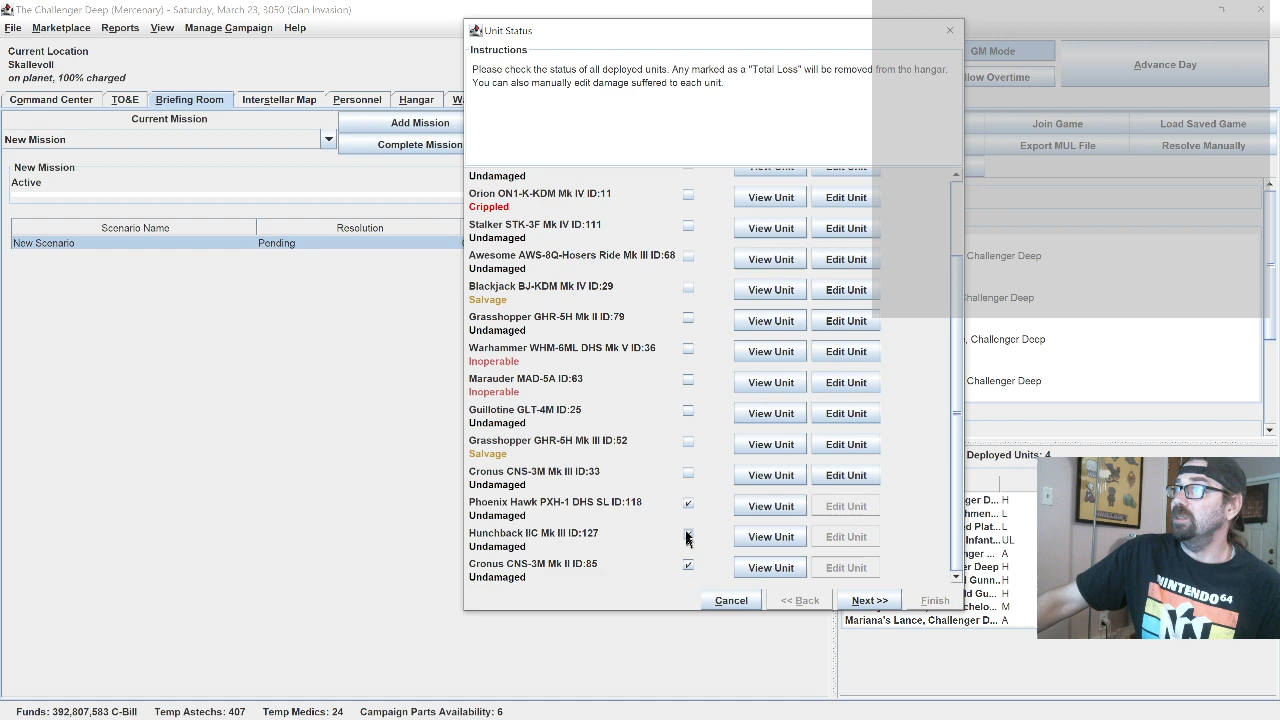 The Challenger Deep (Mercenary) - Saturday, March 23, 3050 (Clan Invasion)
File Marketplace Reports View Manage Campaign Help
Current Location
Skallevoll
on planet, 100% charged
GM Mode
Advance Day
llow Overtime
Command Center TO&E Briefing Room Interstellar Map Personnel Hangar W
Current Mission
Add Mission
New Mission
Complete Mission
Join Game Load Saved Game
Export MUL File Resolve Manually
New Mission
Active
Scenario Name Resolution
New Scenario Pending
Unit Status
Instructions
Please check the status of all deployed units. Any marked as a "Total Loss" will be removed from the hangar.
You can also manually edit damage suffered to each unit.
Undamaged
Orion ON1-K-KDM Mk IV ID:11 View Unit Edit Unit
Crippled
Stalker STK-3F Mk IV ID:111 View Unit Edit Unit
Undamaged
Awesome AWS-8Q-Hosers Ride Mk III ID:68 View Unit Edit Unit
Undamaged
Blackjack BJ-KDM Mk IV ID:29 View Unit Edit Unit
Salvage
Grasshopper GHR-5H Mk II ID:79 View Unit Edit Unit
Undamaged
Warhammer WHM-6ML DHS Mk V ID:36 View Unit Edit Unit
Inoperable
Marauder MAD-5A ID:63 View Unit Edit Unit
Inoperable
Guillotine GLT-4M ID:25 View Unit Edit Unit
Undamaged
Grasshopper GHR-5H Mk III ID:52 View Unit Edit Unit
Salvage
Cronus CNS-3M Mk III ID:33 View Unit Edit Unit
Undamaged
Phoenix Hawk PXH-1 DHS SL ID:118 View Unit Edit Unit
Undamaged
Hunchback IIC Mk III ID:127 View Unit Edit Unit
Undamaged
Cronus CNS-3M Mk II ID:85 View Unit Edit Unit
Undamaged
Cancel << Back Next >> Finish
Challenger Deep
Challenger Deep
, Challenger Deep
Challenger Deep
Deployed Units: 4
ger D... H
hmen... L
d Plat... L
Infant... UL
nger ... A
er Deep H
l Gunn.. H
ld Gu... H
chelo... M
Mariana's Lance, Challenger D... A
NINTENDO 64
Funds: 392,807,583 C-Bill Temp Astechs: 407 Temp Medics: 24 Campaign Parts Availability: 6